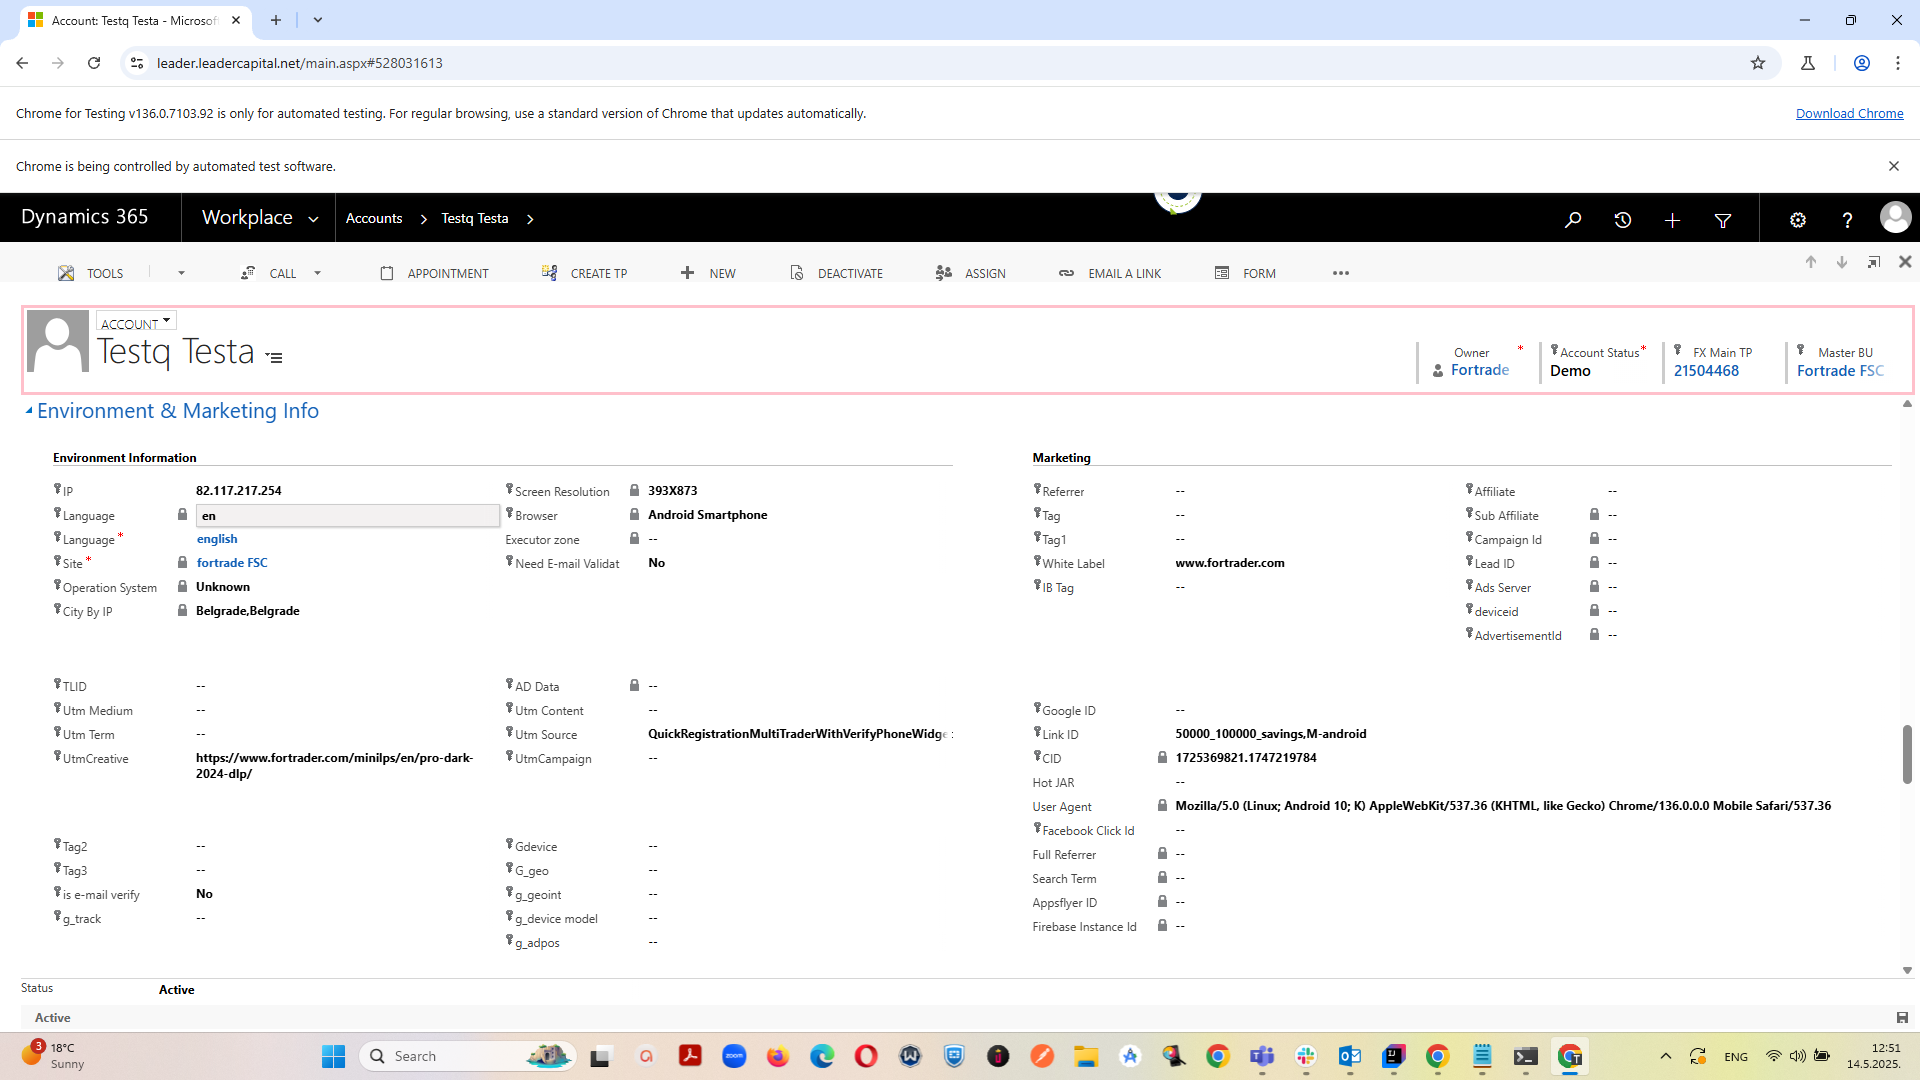 Account: Testq Testa - Microsof
leader.leadercapital.net/main.aspx#528031613
Chrome for Testing v136.0.7103.92 is only for automated testing. For regular browsing, use a standard version of Chrome that updates automatically.
Download Chrome
Chrome is being controlled by automated test software.
Dynamics 365
Workplace
Accounts
Testq Testa
TOOLS
CALL
APPOINTMENT
CREATE TP
NEW
DEACTIVATE
ASSIGN
EMAIL A LINK
FORM
ACCOUNT
Testq Testa
Owner *
Fortrade
Account Status *
Demo
FX Main TP
21504468
Master BU
Fortrade FSC
Environment & Marketing Info
Environment Information
IP 82.117.217.254
Language en
Language * english
Site * fortrade FSC
Operation System Unknown
City By IP Belgrade,Belgrade
Screen Resolution 393X873
Browser Android Smartphone
Executor zone --
Need E-mail Validat No
TLID --
Utm Medium --
Utm Term --
UtmCreative https://www.fortrader.com/minilps/en/pro-dark-
2024-dlp/
AD Data --
Utm Content --
Utm Source QuickRegistrationMultiTraderWithVerifyPhoneWidge
UtmCampaign --
Tag2 --
Tag3 --
is e-mail verify No
g_track --
Gdevice --
G_geo --
g_geoint --
g_device model --
g_adpos --
Marketing
Referrer --
Tag --
Tag1 --
White Label www.fortrader.com
IB Tag --
Affiliate --
Sub Affiliate --
Campaign Id --
Lead ID --
Ads Server --
deviceid --
AdvertisementId --
Google ID --
Link ID 50000_100000_savings,M-android
CID 1725369821.1747219784
Hot JAR --
User Agent Mozilla/5.0 (Linux; Android 10; K) AppleWebKit/537.36 (KHTML, like Gecko) Chrome/136.0.0.0 Mobile Safari/537.36
Facebook Click Id --
Full Referrer --
Search Term --
Appsflyer ID --
Firebase Instance Id --
Status Active
Active
3
18°C
Sunny
Search
zoom
ENG
12:51
14.5.2025.